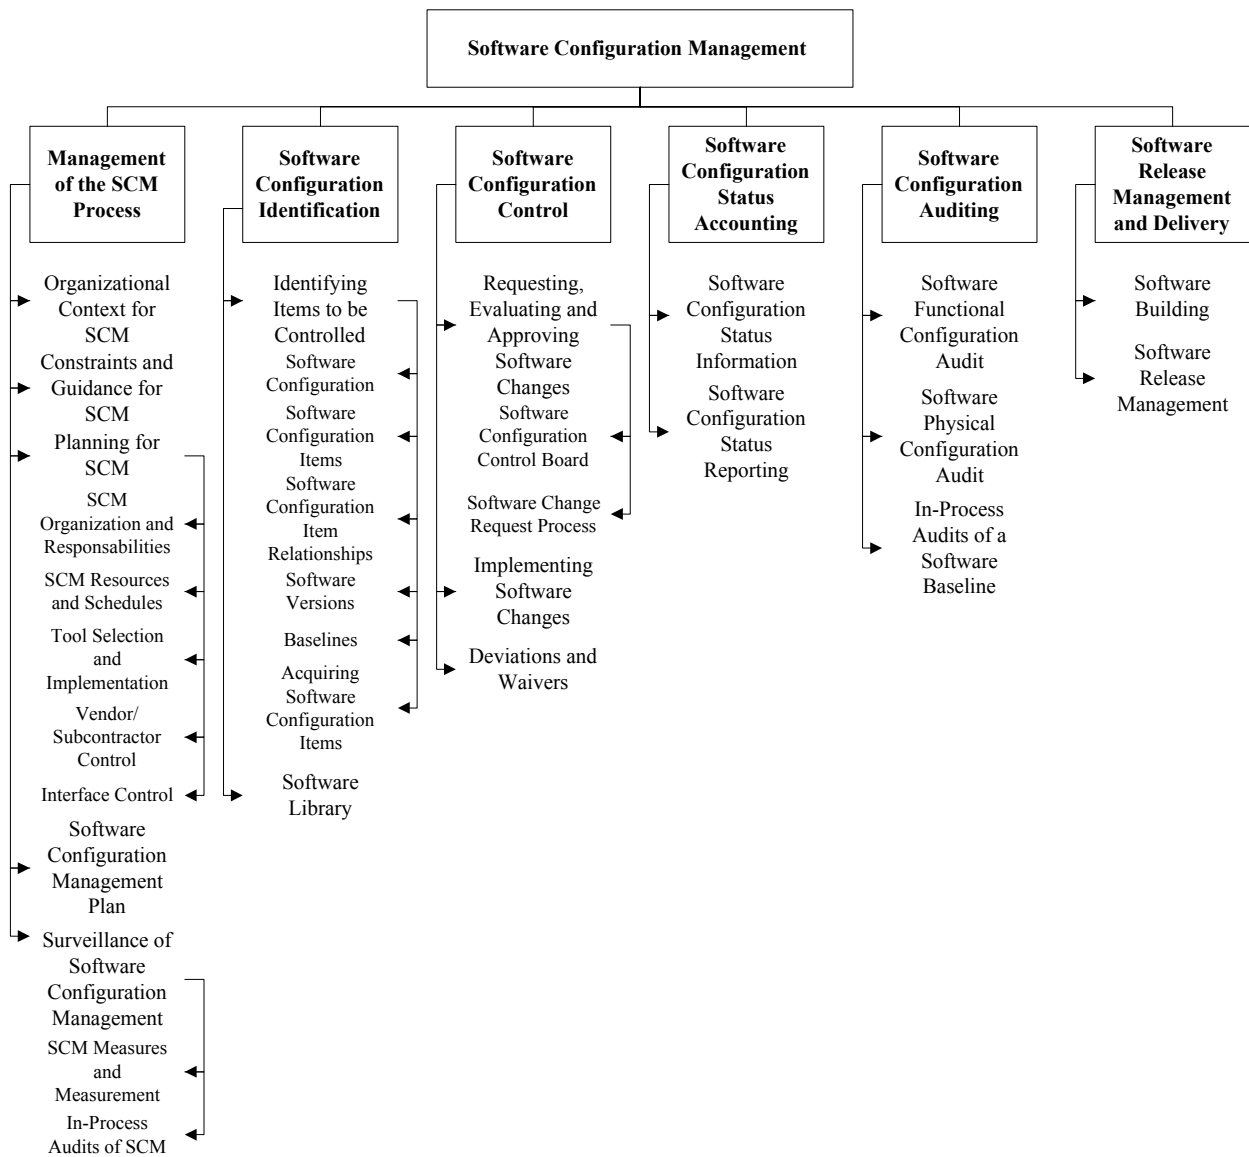 Software Configuration Management
Management
of the SCM
Process
Organizational
Context for
SCM
Constraints and
Guidance for
SCM
Planning for
SCM
SCM
Organization and
Responsabilities
SCM Resources
and Schedules
Tool Selection
and
Implementation
Vendor/
Subcontractor
Control
Interface Control
Software
Configuration
Management
Plan
Surveillance of
Software
Configuration
Management
SCM Measures
and
Measurement
In-Process
Audits of SCM
Software
Configuration
Identification
Identifying
Items to be
Controlled
Software
Configuration
Software
Configuration
Items
Software
Configuration
Item
Relationships
Software
Versions
Baselines
Acquiring
Software
Configuration
Items
Software
Library
Software
Configuration
Control
Requesting,
Evaluating and
Approving
Software
Changes
Software
Configuration
Control Board
Software Change
Request Process
Implementing
Software
Changes
Deviations and
Waivers
Software
Configuration
Status
Accounting
Software
Configuration
Status
Information
Software
Configuration
Status
Reporting
Software
Configuration
Auditing
Software
Functional
Configuration
Audit
Software
Physical
Configuration
Audit
In-Process
Audits of a
Software
Baseline
Software
Release
Management
and Delivery
Software
Building
Software
Release
Management